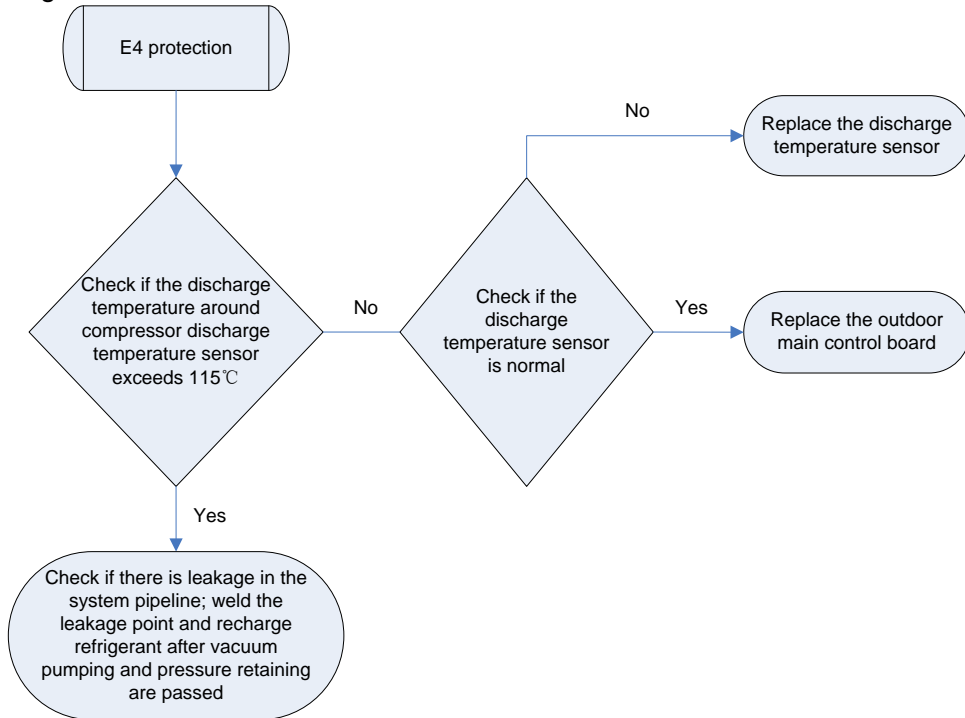 E4 protection
No
Replace the discharge
temperature sensor
Check if the discharge
temperature around
compressor discharge
temperature sensor
exceeds 115℃
No
Check if the
discharge
temperature sensor
is normal
Yes
Replace the outdoor
main control board
Yes
Check if there is leakage in the
system pipeline; weld the
leakage point and recharge
refrigerant after vacuum
pumping and pressure retaining
are passed